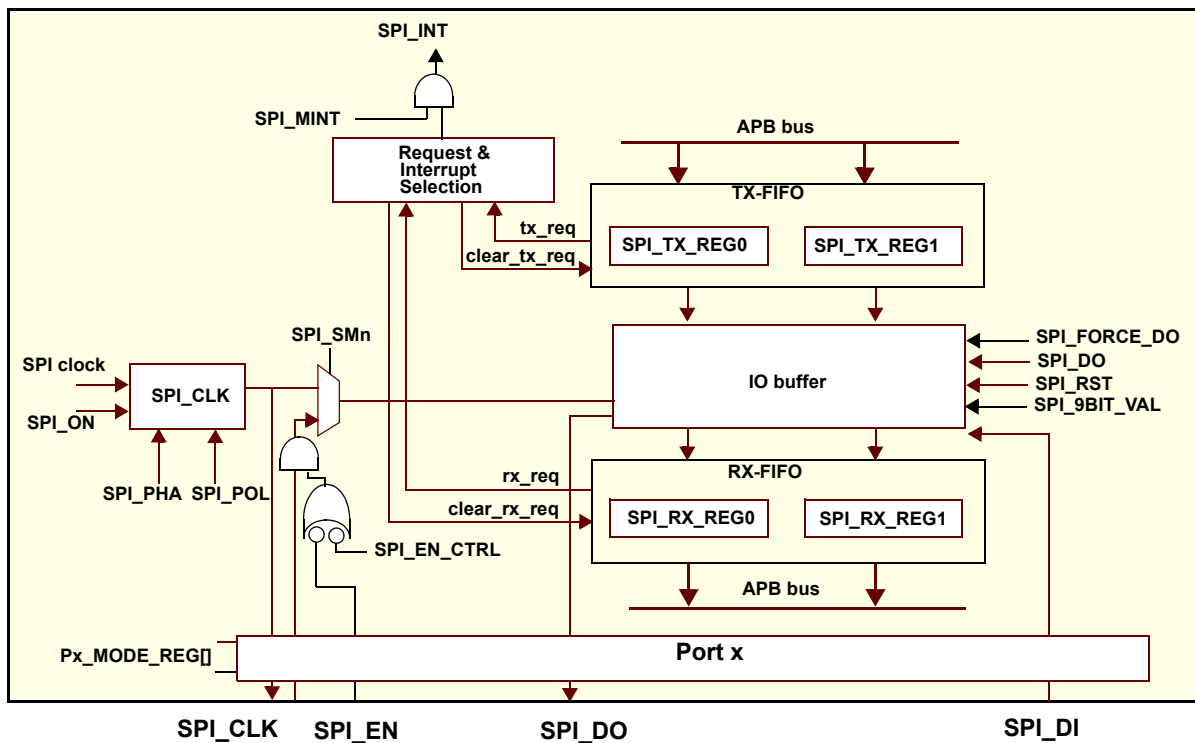 SPI_INT
SPI_MINT
APB bus
Request &
Interrupt
Selection
TX-FIFO
tx_req
SPI_TX_REG0
SPI_TX_REG1
clear_tx_req
SPI_SMn
SPI_FORCE_DO
SPI clock
SPI_DO
SPI_CLK
IO buffer
SPI_RST
SPI_ON
SPI_9BIT_VAL
RX-FIFO
rx_req
SPI_PHA
SPI_POL
clear_rx_req
SPI_RX_REG0
SPI_RX_REG1
SPI_EN_CTRL
APB bus
Px_MODE_REG[]
Port x
SPI_CLK
SPI_EN
SPI_DO
SPI_DI